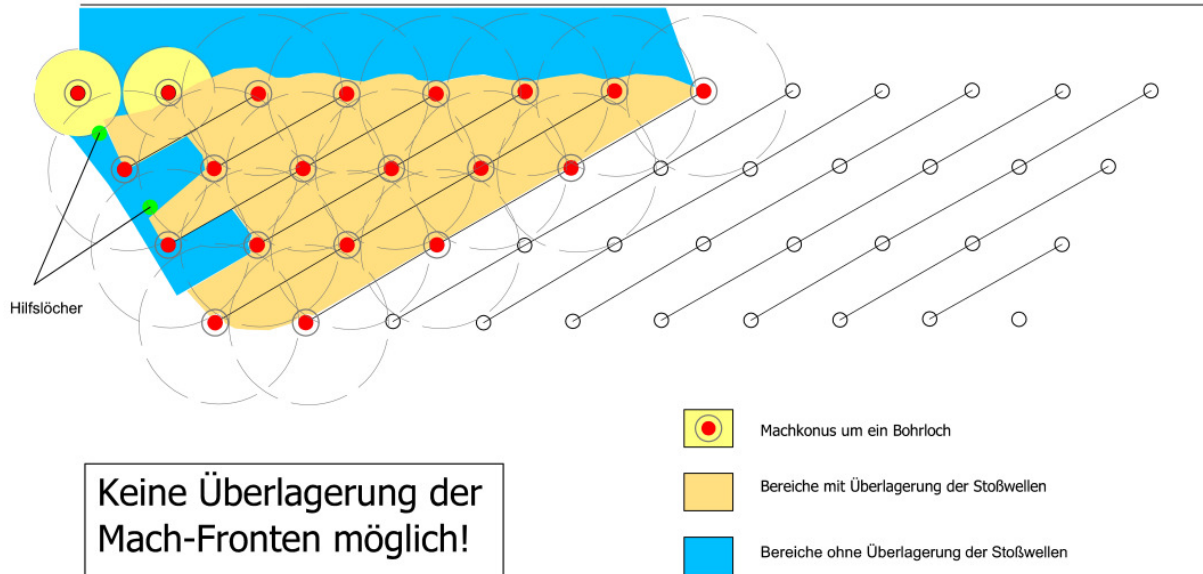 Hilfslöcher
Machkonus um ein Bohrloch
Bereiche mit Überlagerung der Stoßwellen
Bereiche ohne Überlagerung der Stoßwellen
Keine Überlagerung der
Mach-Fronten möglich!